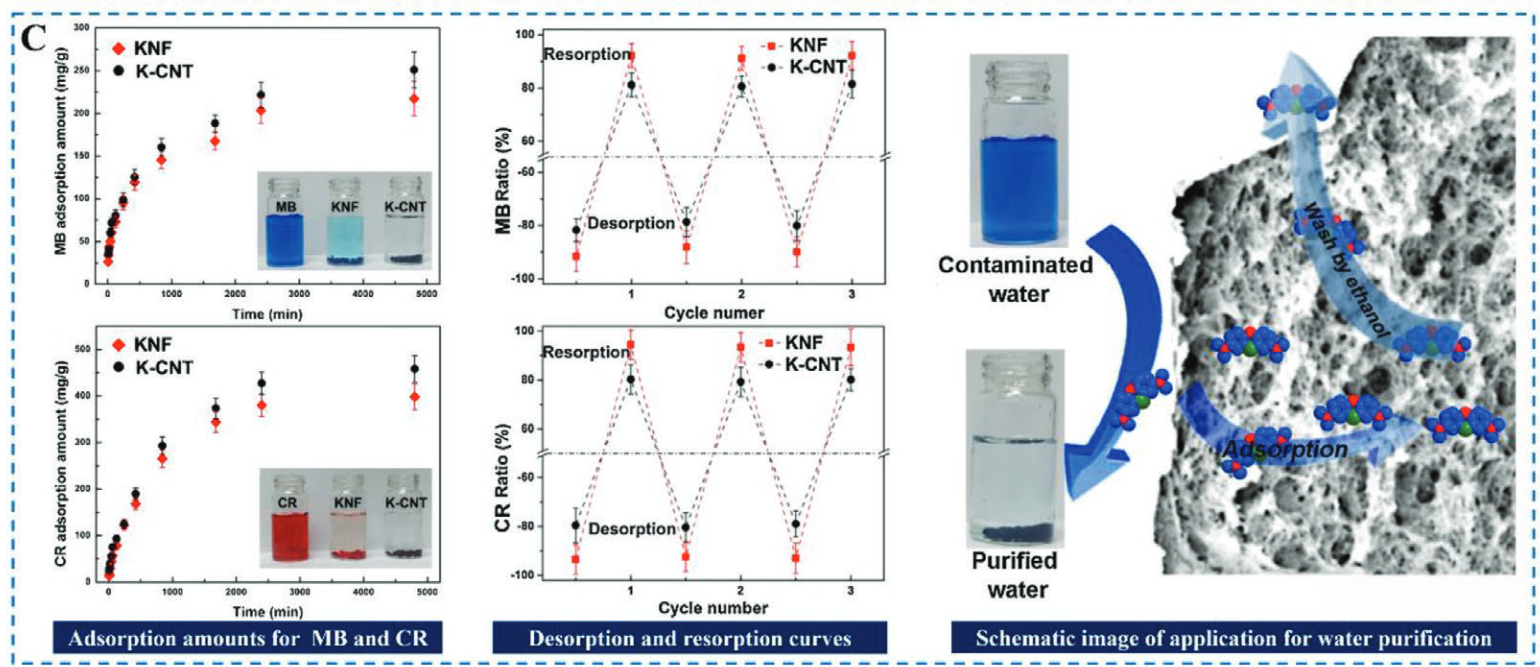 C
KNF
K-CNT
MB adsorption amount (mg/g)
300
250
200
150
100
50
0
MB
KNF
K-CNT
0
1000
2000
3000
4000
5000
Time (min)
KNF
K-CNT
CR adsorption amount (mg/g)
500
400
300
200
100
0
CR
KNF
K-CNT
0
1000
2000
3000
4000
5000
Time (min)
Adsorption amounts for MB and CR
MB Ratio (%)
100
80
60
-60
-80
-100
Resorption
KNF
K-CNT
Desorption
1
2
3
Cycle numer
CR Ratio (%)
100
80
60
-60
-80
-100
Resorption
KNF
K-CNT
Desorption
1
2
3
Cycle number
Desorption and resorption curves
Contaminated
water
Purified
water
Wash by ethanol
Adsorption
Schematic image of application for water purification